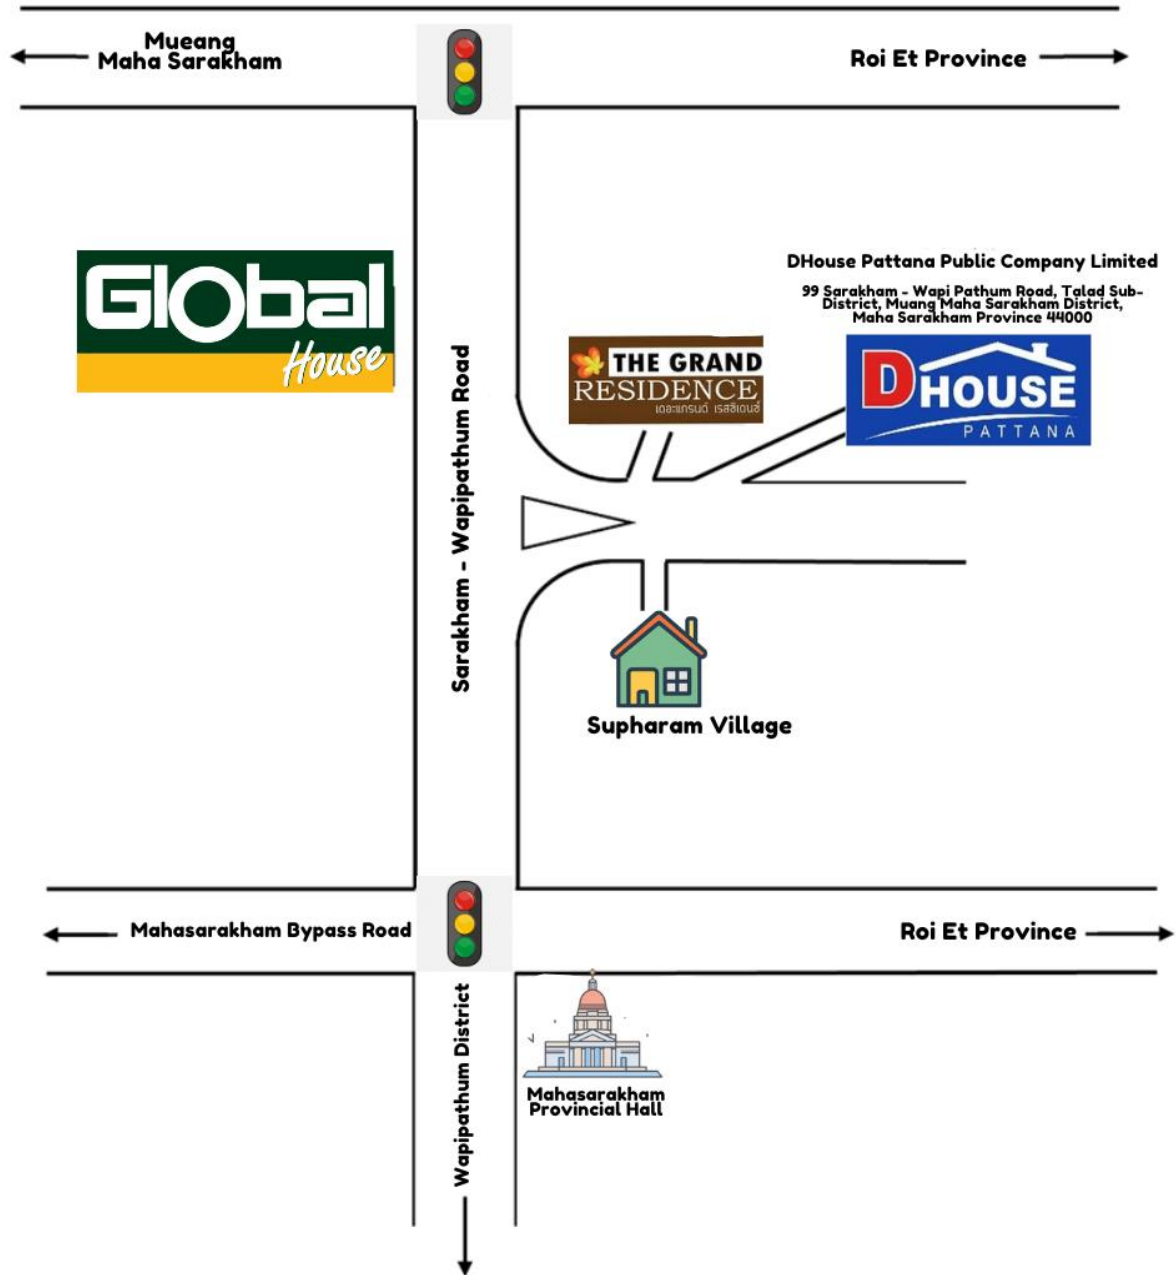 Mueang
Maha Sarakham
Roi Et Province
Global
House
DHouse Pattana Public Company Limited
99 Sarakham - Wapi Pathum Road, Talad Sub-
District, Muang Maha Sarakham District,
Maha Sarakham Province 44000
THE GRAND
RESIDENCE
เดอะแกรนด์ เรสซิเดนซ์
DHOUSE
PATTANA
Sarakham - Wapipathum Road
Supharam Village
Mahasarakham Bypass Road
Roi Et Province
Wapipathum District
Mahasarakham
Provincial Hall